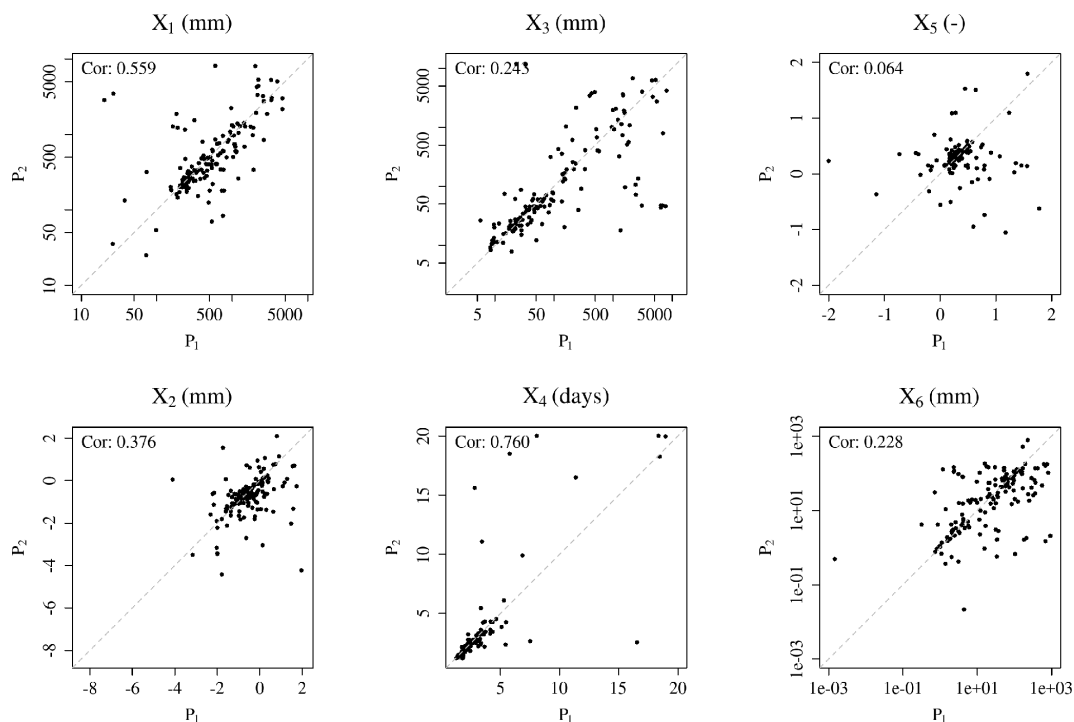 X₁ (mm)
Cor: 0.559
5000
500
50
10
P₂
10 50 500 5000
P₁
X₃ (mm)
Cor: 0.243
5000
500
50
5
P₂
5 50 500 5000
P₁
X₅ (-)
Cor: 0.064
2
1
0
-1
-2
P₂
-2 -1 0 1 2
P₁
X₂ (mm)
Cor: 0.376
2
0
-2
-4
-6
-8
P₂
-8 -6 -4 -2 0 2
P₁
X₄ (days)
Cor: 0.760
20
15
10
5
P₂
5 10 15 20
P₁
X₆ (mm)
Cor: 0.228
1e+03
1e+01
1e-01
1e-03
P₂
1e-03 1e-01 1e+01 1e+03
P₁